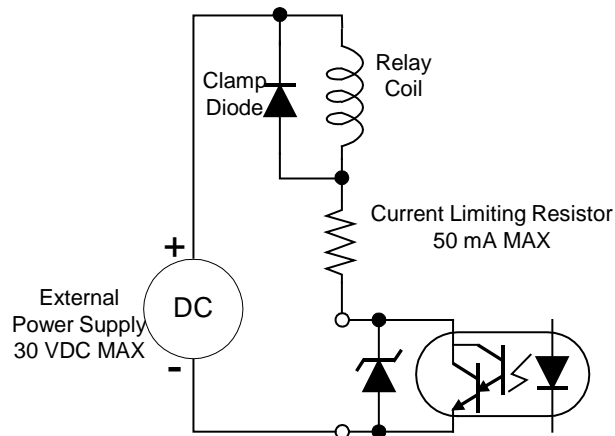 Clamp
Diode
Relay
Coil
Current Limiting Resistor
50 mA MAX
+
DC
-
External
Power Supply
30 VDC MAX